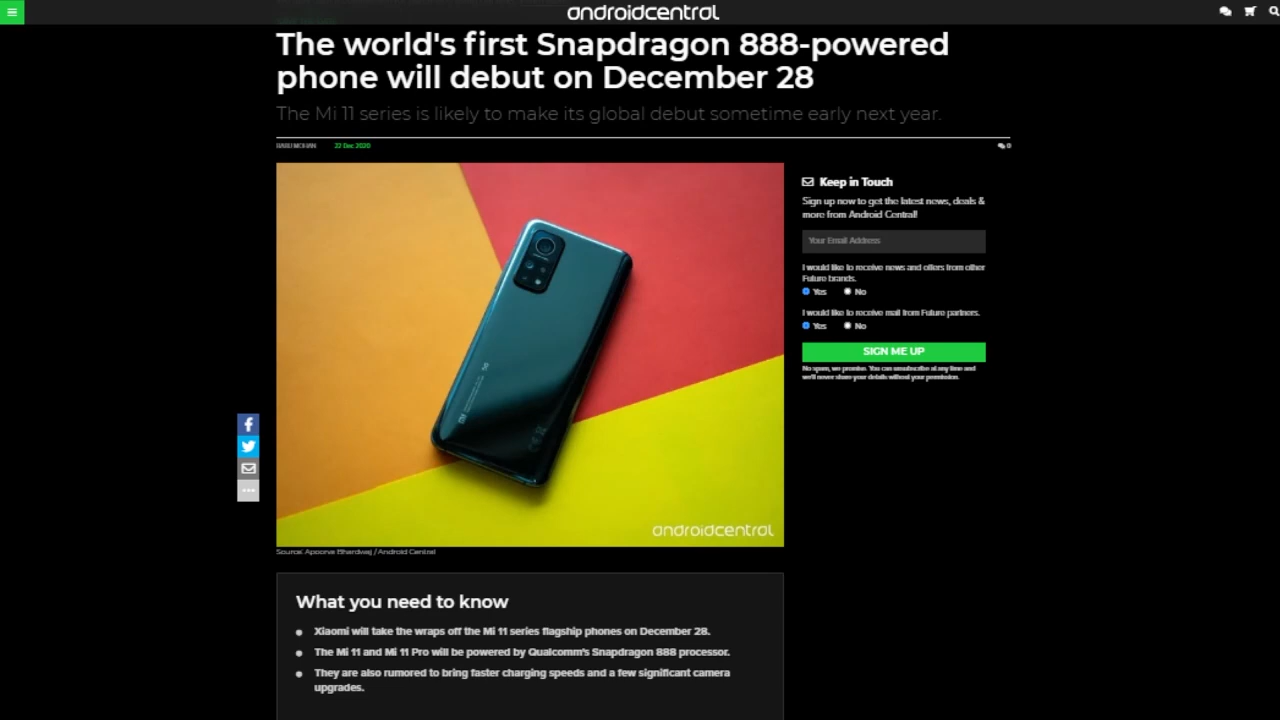 androidcentral
The world's first Snapdragon 888-powered
phone will debut on December 28
The Mi 11 series is likely to make its global debut sometime early next year.
22 Dec 2020
0
Keep in Touch
Sign up now to get the latest news, deals &
more from Android Central!
Your Email Address
I would like to receive news and offers from other
Future brands.
Yes No
I would like to receive mail from Future partners.
Yes No
SIGN ME UP
No spam, we promise. You can unsubscribe at any time and
we'll never share your details without your permission.
5G
androidcentral
Source: Apoorva Bhardwaj / Android Central
What you need to know
Xiaomi will take the wraps off the Mi 11 series flagship phones on December 28.
The Mi 11 and Mi 11 Pro will be powered by Qualcomm's Snapdragon 888 processor.
They are also rumored to bring faster charging speeds and a few significant camera
upgrades.